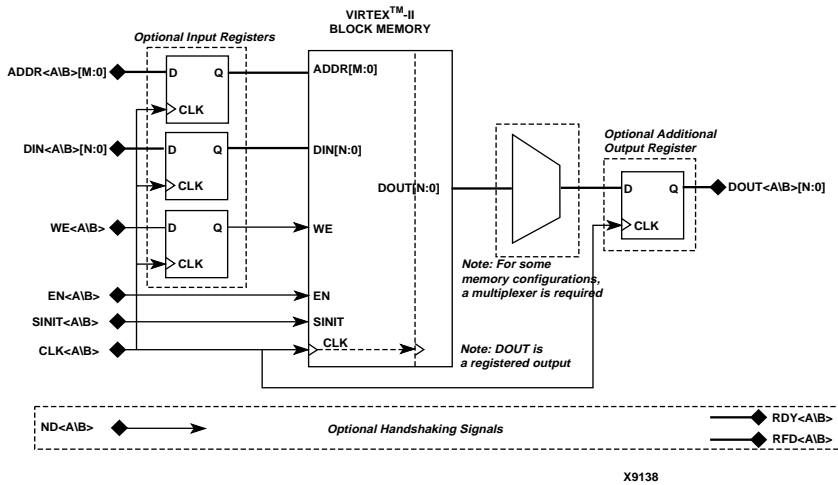 VIRTEX™-II
BLOCK MEMORY
Optional Input Registers
ADDR<A\B>[M:0]
D Q
CLK
ADDR[M:0]
DIN<A\B>[N:0]
D Q
CLK
DIN[N:0]
DOUT[N:0]
Optional Additional
Output Register
D Q
CLK
DOUT<A\B>[N:0]
WE<A\B>
D Q
CLK
WE
Note: For some
memory configurations,
a multiplexer is required
EN<A\B>
EN
SINIT<A\B>
SINIT
CLK<A\B>
CLK
Note: DOUT is
a registered output
ND<A\B>
Optional Handshaking Signals
RDY<A\B>
RFD<A\B>
X9138